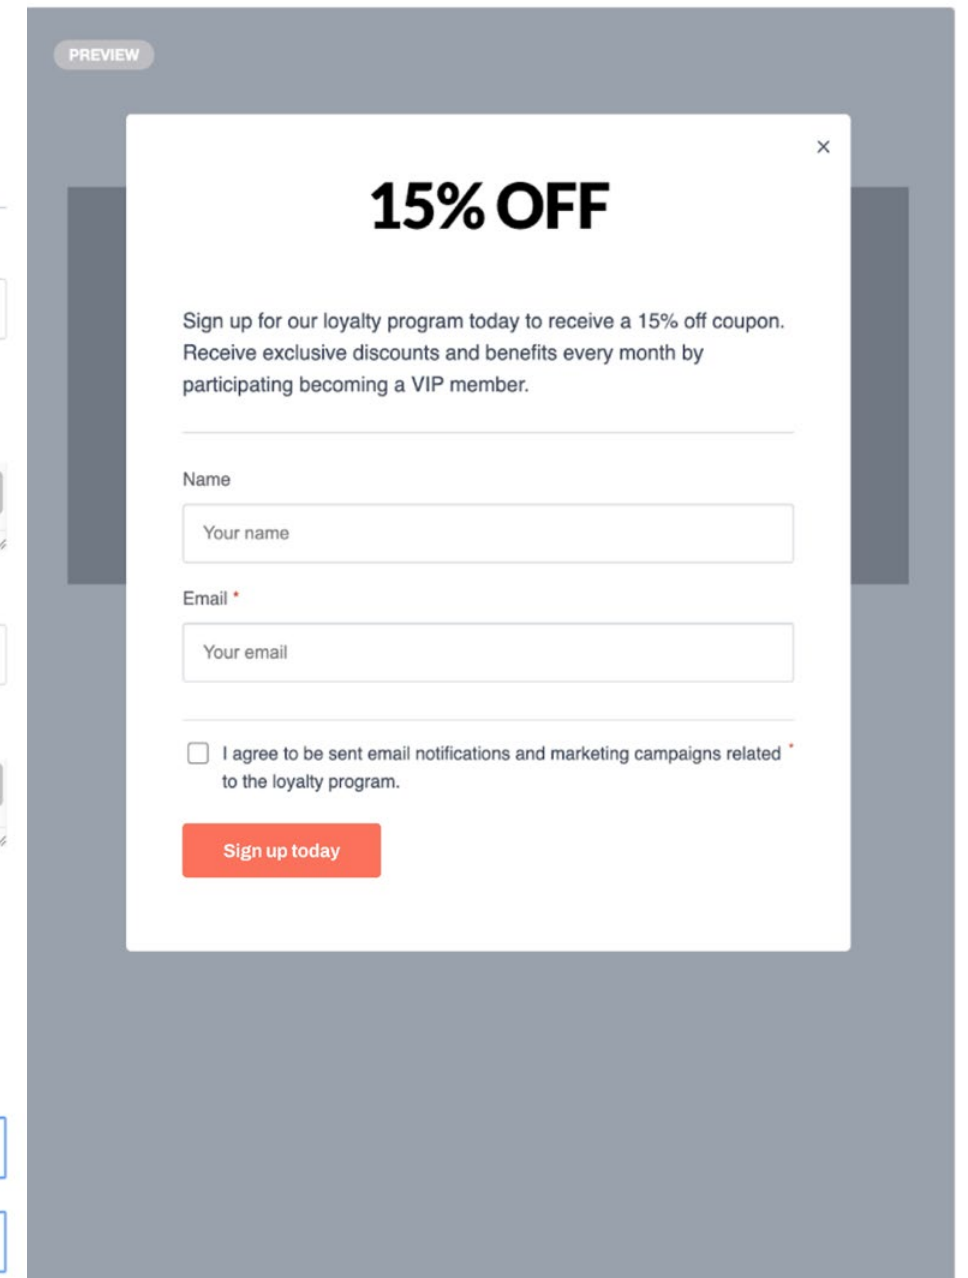 PREVIEW
×
15% OFF
Sign up for our loyalty program today to receive a 15% off coupon.
Receive exclusive discounts and benefits every month by
participating becoming a VIP member.
Name
Your name
Email *
Your email
I agree to be sent email notifications and marketing campaigns related *
to the loyalty program.
Sign up today